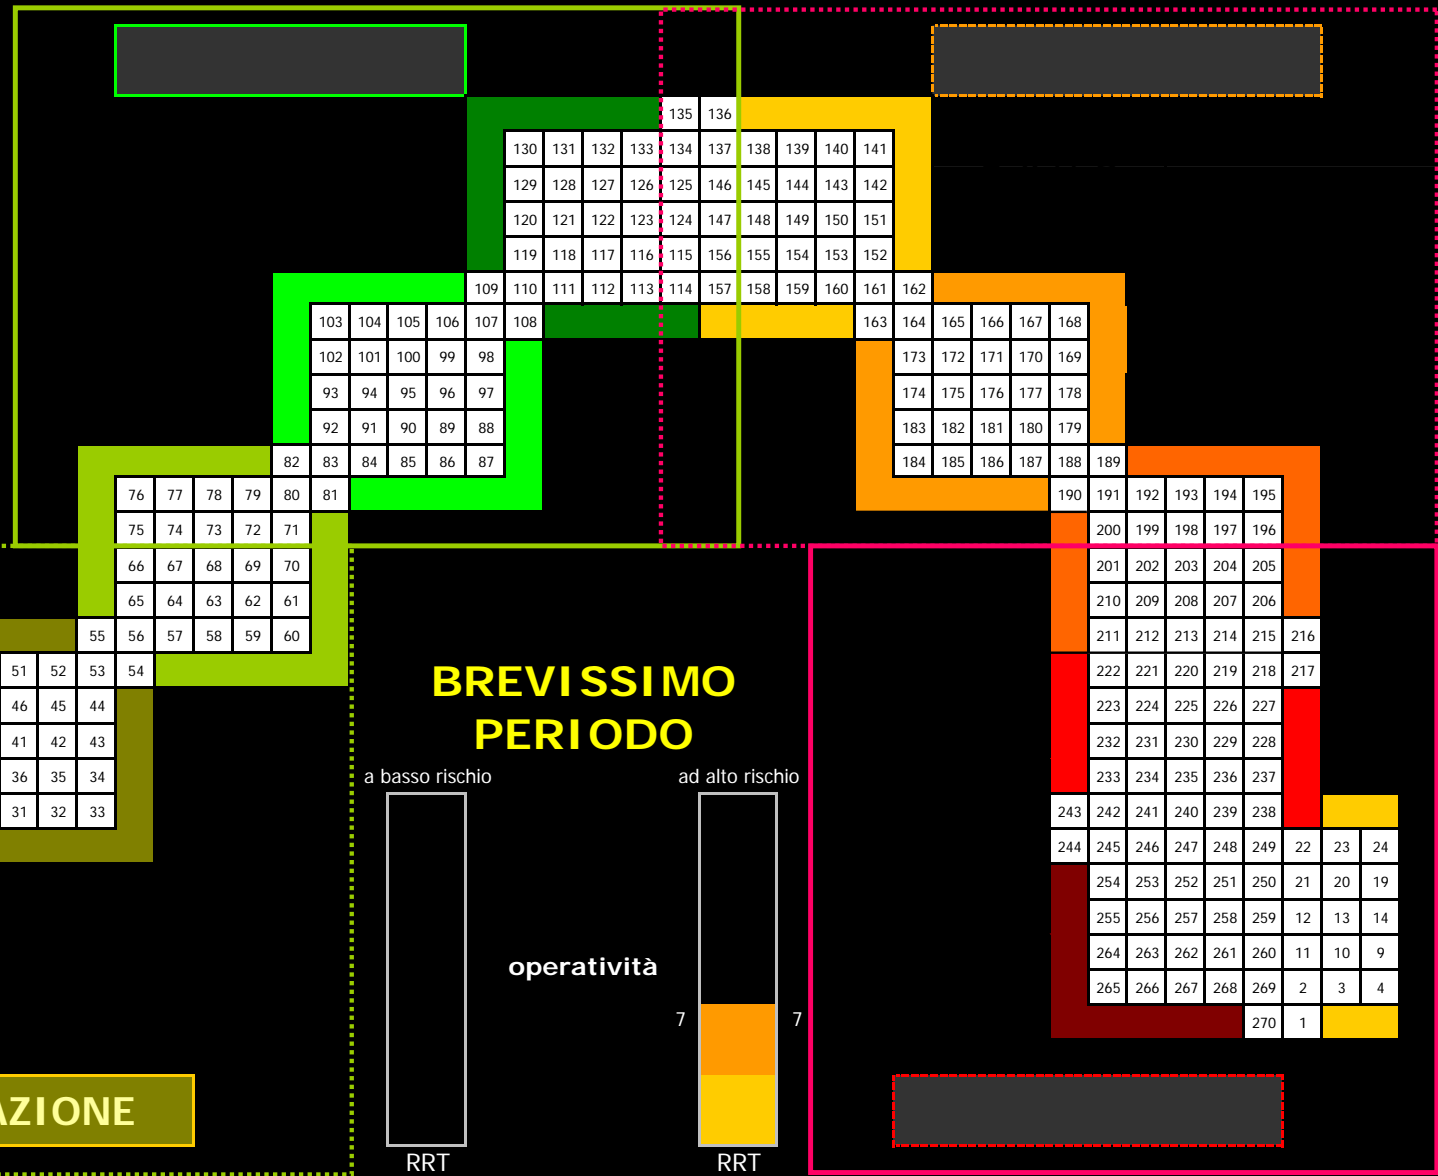 135 136
130 131 132 133 134 137 138 139 140 141
129 128 127 126 125 146 145 144 143 142
120 121 122 123 124 147 148 149 150 151
119 118 117 116 115 156 155 154 153 152
109 110 111 112 113 114 157 158 159 160 161 162
103 104 105 106 107 108 163 164 165 166 167 168
102 101 100 99 98 173 172 171 170 169
93 94 95 96 97 174 175 176 177 178
92 91 90 89 88 183 182 181 180 179
82 83 84 85 86 87 184 185 186 187 188 189
76 77 78 79 80 81 190 191 192 193 194 195
75 74 73 72 71 200 199 198 197 196
66 67 68 69 70 201 202 203 204 205
65 64 63 62 61 210 209 208 207 206
55 56 57 58 59 60 211 212 213 214 215 216
51 52 53 54 222 221 220 219 218 217
46 45 44 223 224 225 226 227
41 42 43 232 231 230 229 228
36 35 34 233 234 235 236 237
31 32 33 243 242 241 240 239 238
244 245 246 247 248 249 22 23 24
254 253 252 251 250 21 20 19
255 256 257 258 259 12 13 14
264 263 262 261 260 11 10 9
265 266 267 268 269 2 3 4
270 1
BREVISSIMO
PERIODO
a basso rischio ad alto rischio
operatività
7 7
RRT RRT
AZIONE